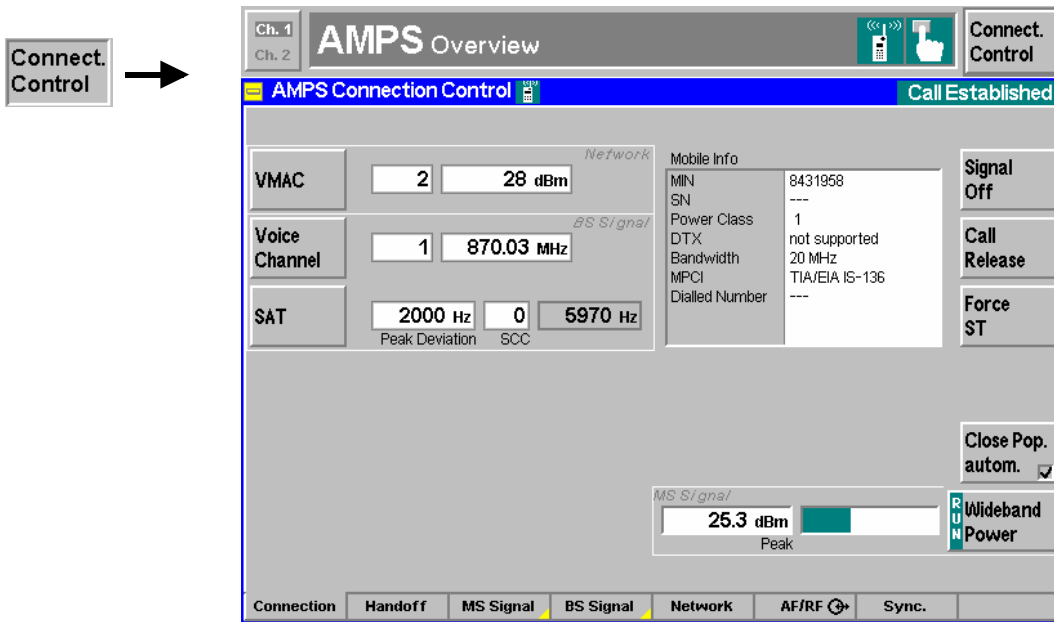 Connect.
Control
Ch. 1
Ch. 2
AMPS Overview
Connect.
Control
AMPS Connection Control
Call Established
Network
VMAC
2
28 dBm
BS Signal
Voice
Channel
1
870.03 MHz
SAT
2000 Hz
0
5970 Hz
Peak Deviation
SCC
Mobile Info
MIN 8431958
SN ---
Power Class 1
DTX not supported
Bandwidth 20 MHz
MPCI TIA/EIA IS-136
Dialled Number ---
Signal
Off
Call
Release
Force
ST
Close Pop.
autom.
MS Signal
25.3 dBm
Peak
RUN
Wideband
Power
Connection
Handoff
MS Signal
BS Signal
Network
AF/RF
Sync.